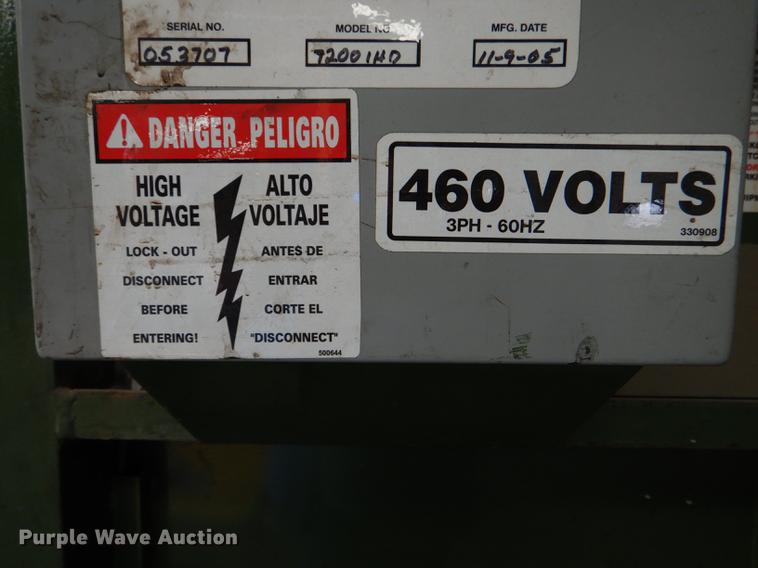 SERIAL NO. MODEL NO. MFG. DATE
053707 7200 1HD 11-9-05
DANGER PELIGRO
HIGH VOLTAGE
LOCK - OUT
DISCONNECT
BEFORE
ENTERING!
ALTO VOLTAJE
ANTES DE
ENTRAR
CORTE EL
"DISCONNECT"
500644
460 VOLTS
3PH - 60HZ
330908
Purple Wave Auction